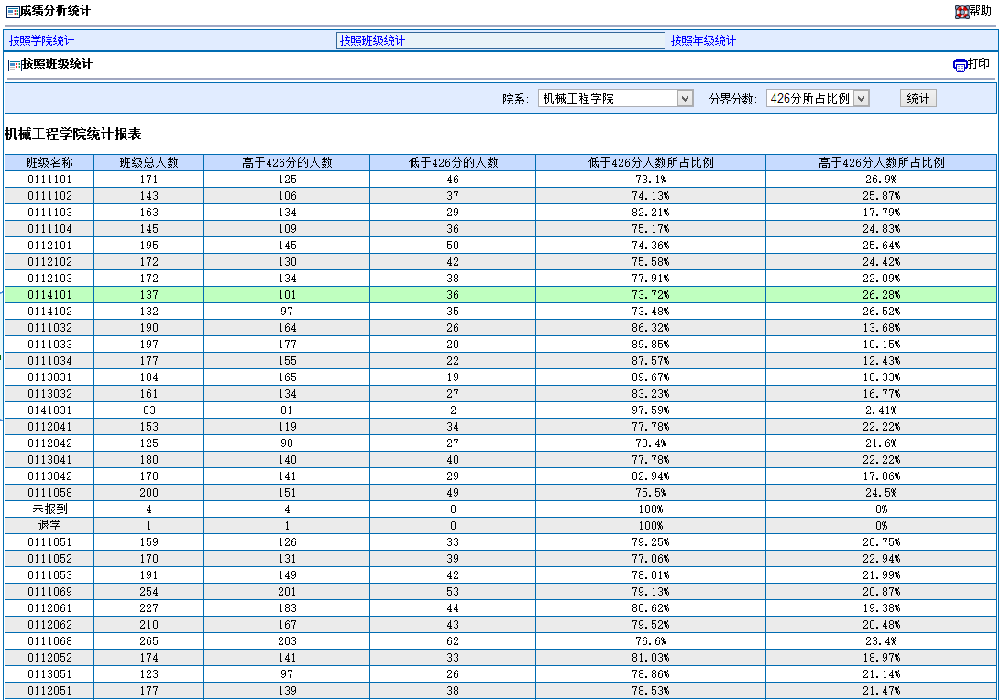 成绩分析统计 帮助
按照学院统计 按照班级统计 按照年级统计
按照班级统计 打印
院系: 机械工程学院 分界分数: 426分所占比例 统计
机械工程学院统计报表
班级名称 班级总人数 高于426分的人数 低于426分的人数 低于426分人数所占比例 高于426分人数所占比例
0111101 171 125 46 73.1% 26.9%
0111102 143 106 37 74.13% 25.87%
0111103 163 134 29 82.21% 17.79%
0111104 145 109 36 75.17% 24.83%
0112101 195 145 50 74.36% 25.64%
0112102 172 130 42 75.58% 24.42%
0112103 172 134 38 77.91% 22.09%
0114101 137 101 36 73.72% 26.28%
0114102 132 97 35 73.48% 26.52%
0111032 190 164 26 86.32% 13.68%
0111033 197 177 20 89.85% 10.15%
0111034 177 155 22 87.57% 12.43%
0113031 184 165 19 89.67% 10.33%
0113032 161 134 27 83.23% 16.77%
0141031 83 81 2 97.59% 2.41%
0112041 153 119 34 77.78% 22.22%
0112042 125 98 27 78.4% 21.6%
0113041 180 140 40 77.78% 22.22%
0113042 170 141 29 82.94% 17.06%
0111058 200 151 49 75.5% 24.5%
未报到 4 4 0 100% 0%
退学 1 1 0 100% 0%
0111051 159 126 33 79.25% 20.75%
0111052 170 131 39 77.06% 22.94%
0111053 191 149 42 78.01% 21.99%
0111069 254 201 53 79.13% 20.87%
0112061 227 183 44 80.62% 19.38%
0112062 210 167 43 79.52% 20.48%
0111068 265 203 62 76.6% 23.4%
0112052 174 141 33 81.03% 18.97%
0113051 123 97 26 78.86% 21.14%
0112051 177 139 38 78.53% 21.47%